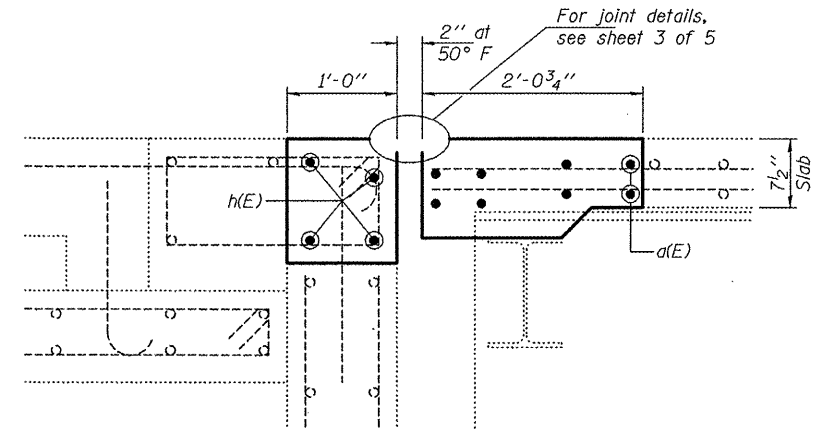 For joint details,
see sheet 3 of 5
2" at
50° F
1'-0"
2'-0¾"
7½"
Slab
h(E)
a(E)